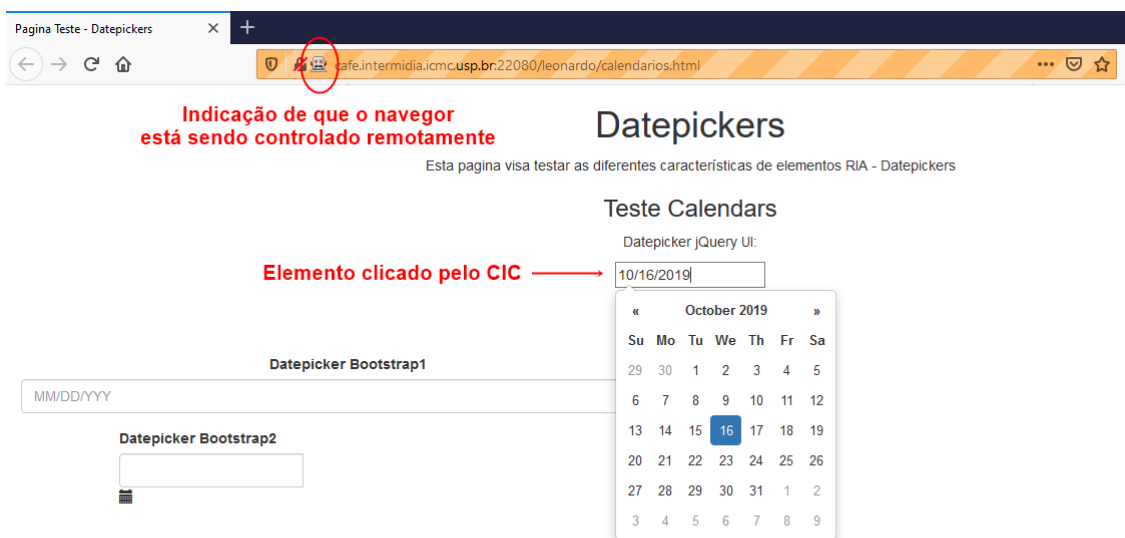 Pagina Teste - Datepickers
cafe.intermidia.icmc.usp.br:22080/leonardo/calendarios.html
Indicação de que o navegor
está sendo controlado remotamente
Datepickers
Esta pagina visa testar as diferentes características de elementos RIA - Datepickers
Teste Calendars
Datepicker jQuery UI:
Elemento clicado pelo CIC
10/16/2019
« October 2019 »
Su Mo Tu We Th Fr Sa
29 30 1 2 3 4 5
6 7 8 9 10 11 12
13 14 15 16 17 18 19
20 21 22 23 24 25 26
27 28 29 30 31 1 2
3 4 5 6 7 8 9
Datepicker Bootstrap1
MM/DD/YYY
Datepicker Bootstrap2